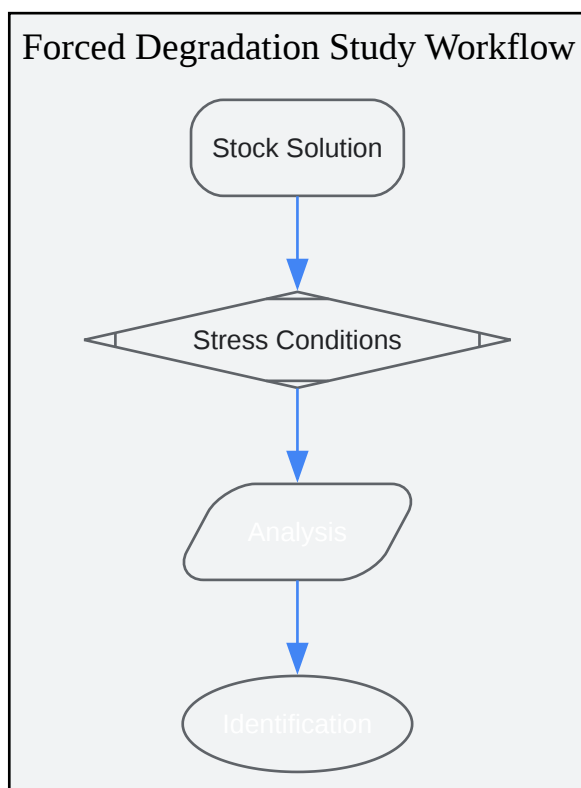 Forced Degradation Study Workflow
Stock Solution
Stress Conditions
Analysis
Identification